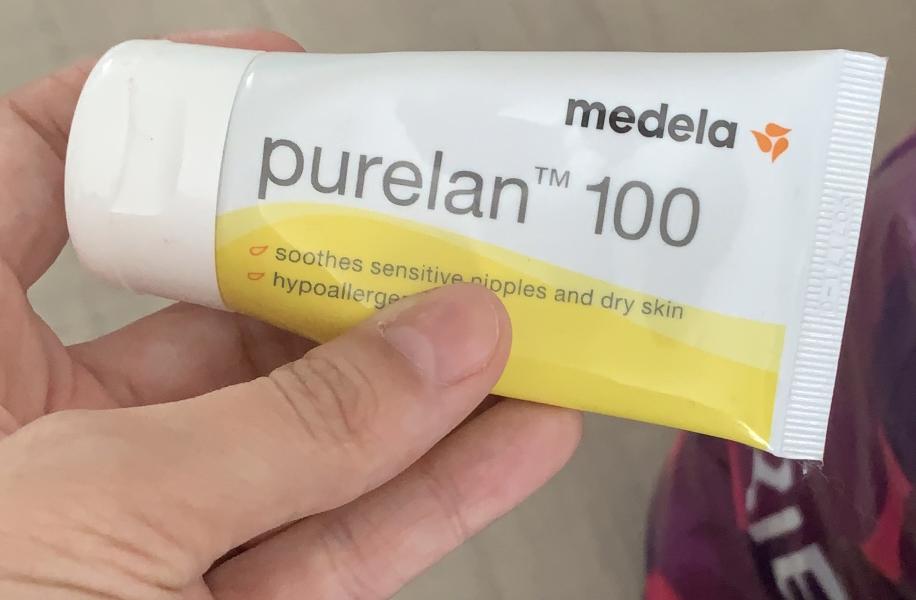 medela
purelan™ 100
soothes sensitive nipples and dry skin